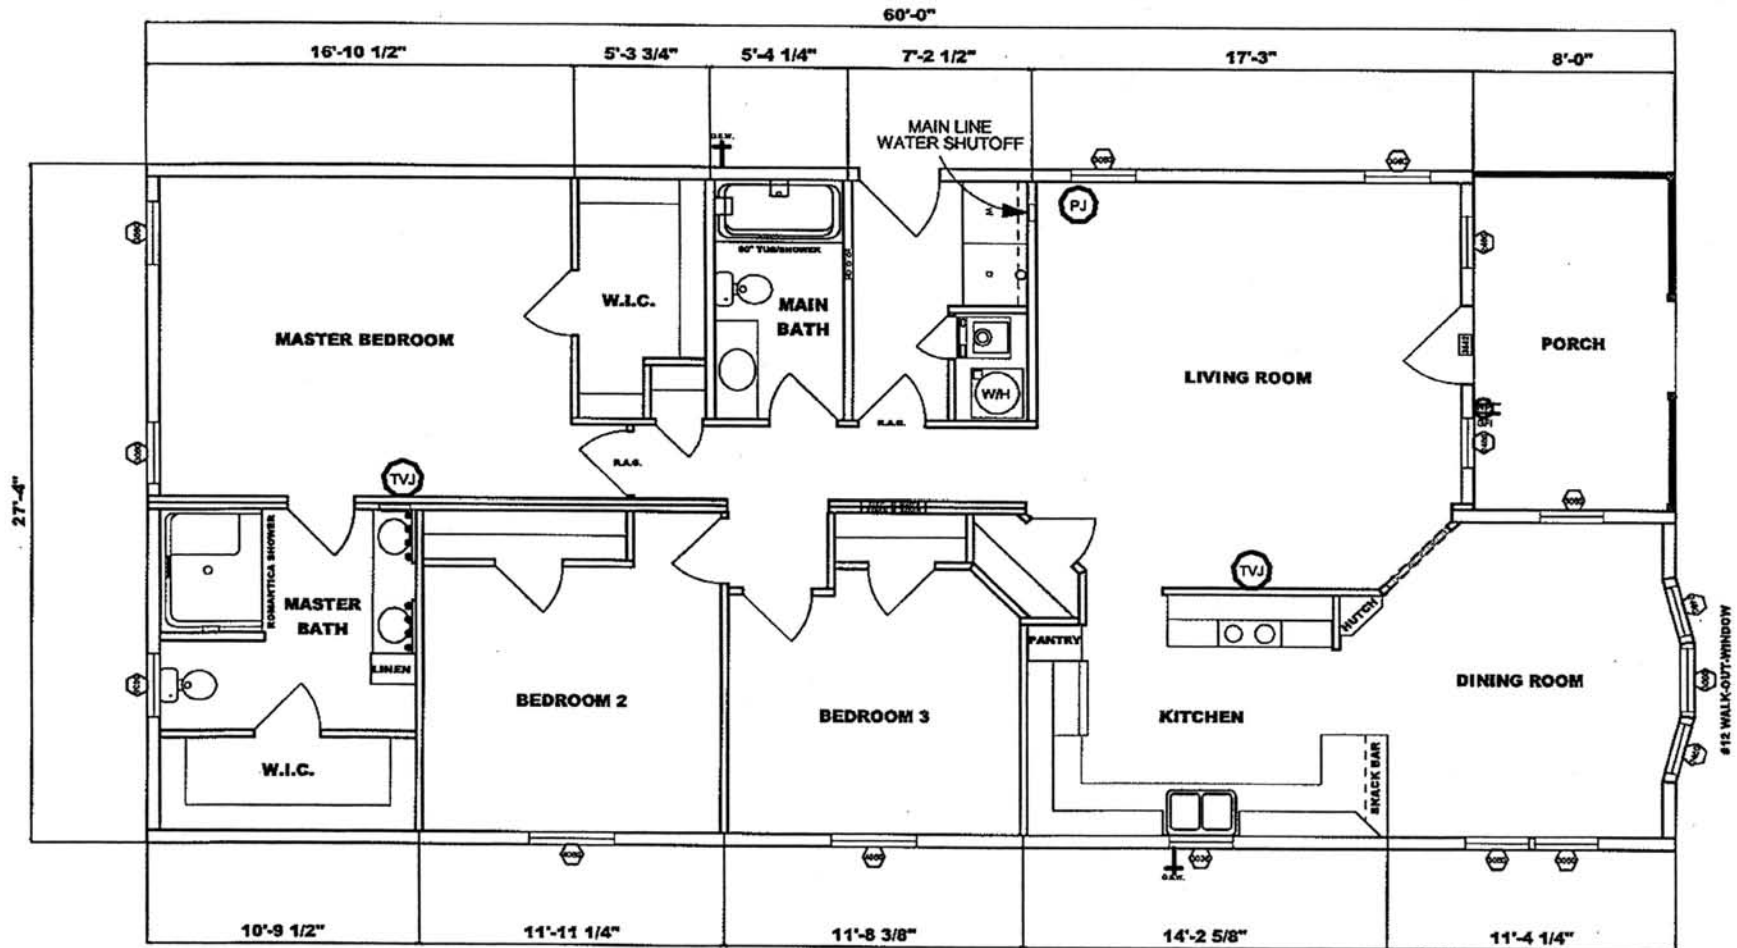 60'-0"
16'-10 1/2"
5'-3 3/4"
5'-4 1/4"
7'-2 1/2"
17'-3"
8'-0"
MAIN LINE
WATER SHUTOFF
PJ
60" TUB/SHOWER
W.I.C.
MAIN
BATH
MASTER BEDROOM
PORCH
LIVING ROOM
W/H
R.A.G.
R.A.G.
TVJ
27'-4"
ROMANTICA SHOWER
MASTER
BATH
LINEN
TVJ
HUTCH
PANTRY
BEDROOM 2
BEDROOM 3
KITCHEN
DINING ROOM
#12 WALK-OUT-WINDOW
W.I.C.
SNACK BAR
10'-9 1/2"
11'-11 1/4"
11'-8 3/8"
14'-2 5/8"
11'-4 1/4"